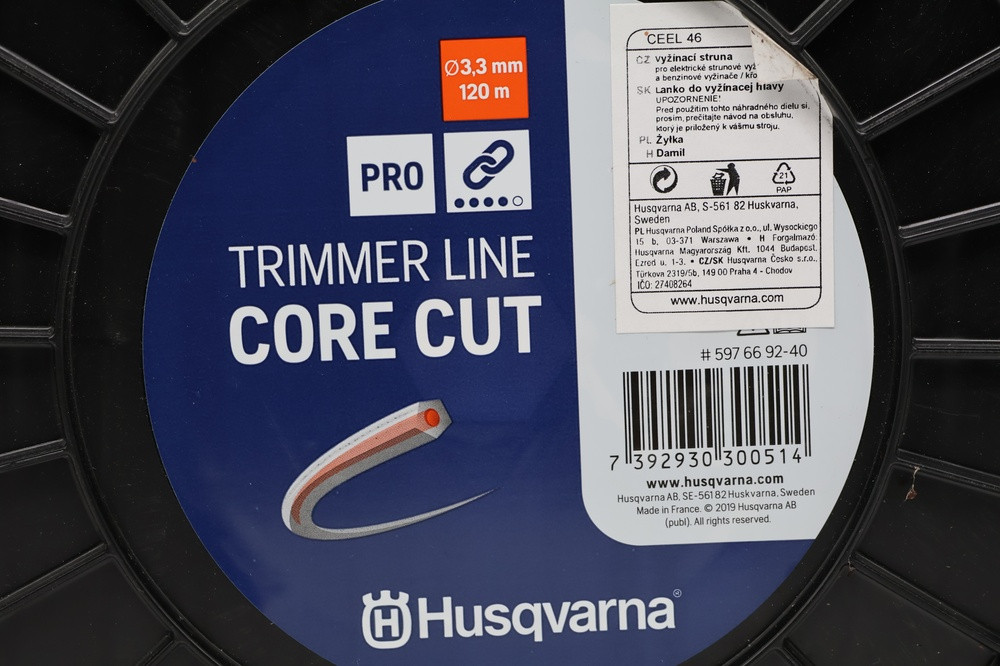 Ø3,3 mm
120 m
PRO
TRIMMER LINE
CORE CUT
Husqvarna®
CEEL 46
CZ vyžínací struna
pro elektrické strunové
a benzinové vyžínače /
SK Lanko do vyžínacej hlavy
UPOZORNENIE!
Pred použitím tohto náhradného dielu si,
prosím, prečítajte návod na obsluhu,
ktorý je priložený k vášmu stroju.
PL Żyłka
H Damil
21
PAP
Husqvarna AB, S-561 82 Huskvarna,
Sweden
PL Husqvarna Poland Spółka z o.o., ul. Wysockiego
15 b, 03-371 Warszawa • H Forgalmazó:
Husqvarna Magyarország Kft. 1044 Budapest,
Ezred u. 1-3. • CZ/SK Husqvarna Česko s.r.o.,
Türkova 2319/5b, 149 00 Praha 4 - Chodov
IČO: 27408264
www.husqvarna.com
# 597 66 92-40
7 392930 300514
www.husqvarna.com
Husqvarna AB, SE-561 82 Huskvarna, Sweden
Made in France. © 2019 Husqvarna AB
(publ). All rights reserved.